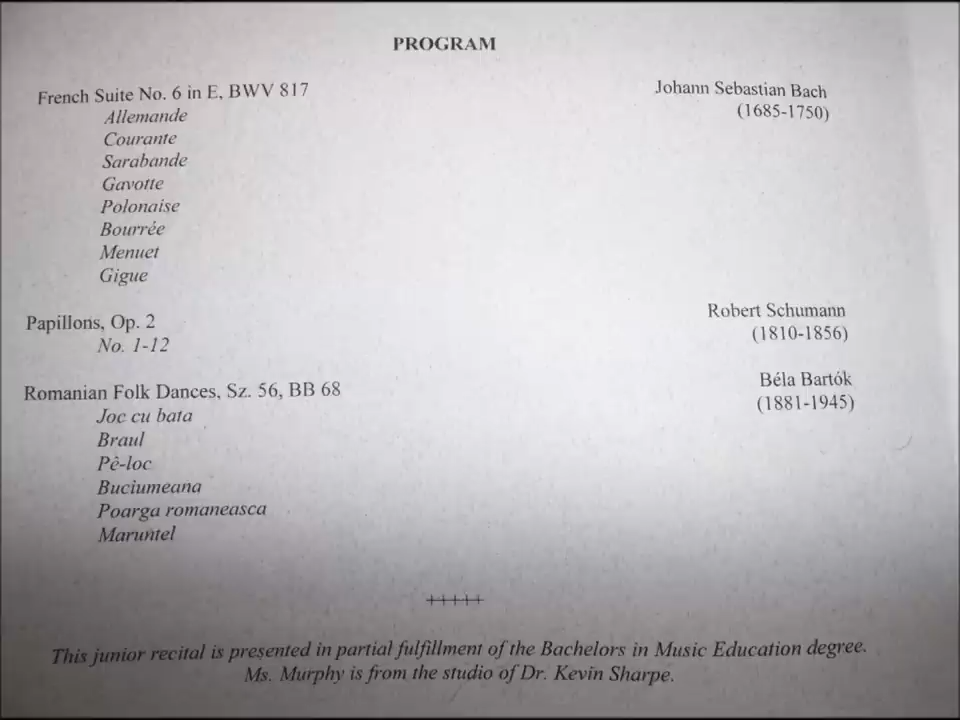 PROGRAM
French Suite No. 6 in E, BWV 817 Johann Sebastian Bach
Allemande (1685-1750)
Courante
Sarabande
Gavotte
Polonaise
Bourrée
Menuet
Gigue
Papillons, Op. 2 Robert Schumann
No. 1-12 (1810-1856)
Romanian Folk Dances, Sz. 56, BB 68 Béla Bartók
Joc cu bata (1881-1945)
Braul
Pê-loc
Buciumeana
Poarga romaneasca
Maruntel
+++++
This junior recital is presented in partial fulfillment of the Bachelors in Music Education degree.
Ms. Murphy is from the studio of Dr. Kevin Sharpe.